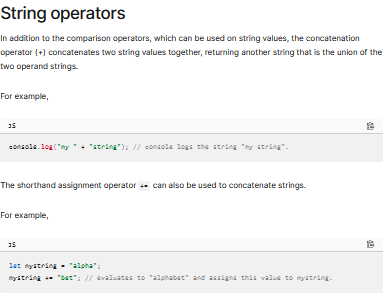 String operators
In addition to the comparison operators, which can be used on string values, the concatenation
operator (+) concatenates two string values together, returning another string that is the union of the
two operand strings.
For example,
JS
console.log("my " + "string"); // console logs the string "my string".
The shorthand assignment operator += can also be used to concatenate strings.
For example,
JS
let mystring = "alpha";
mystring += "bet"; // evaluates to "alphabet" and assigns this value to mystring.